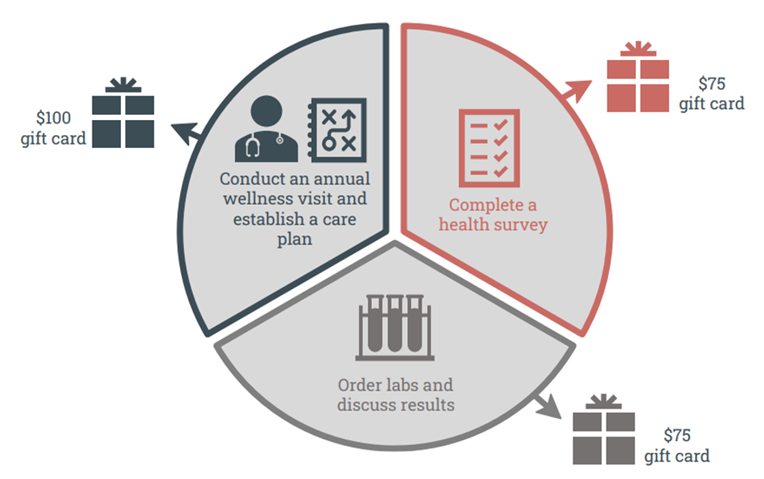 $100
gift card
Conduct an annual
wellness visit and
establish a care
plan
$75
gift card
Complete a
health survey
Order labs and
discuss results
$75
gift card